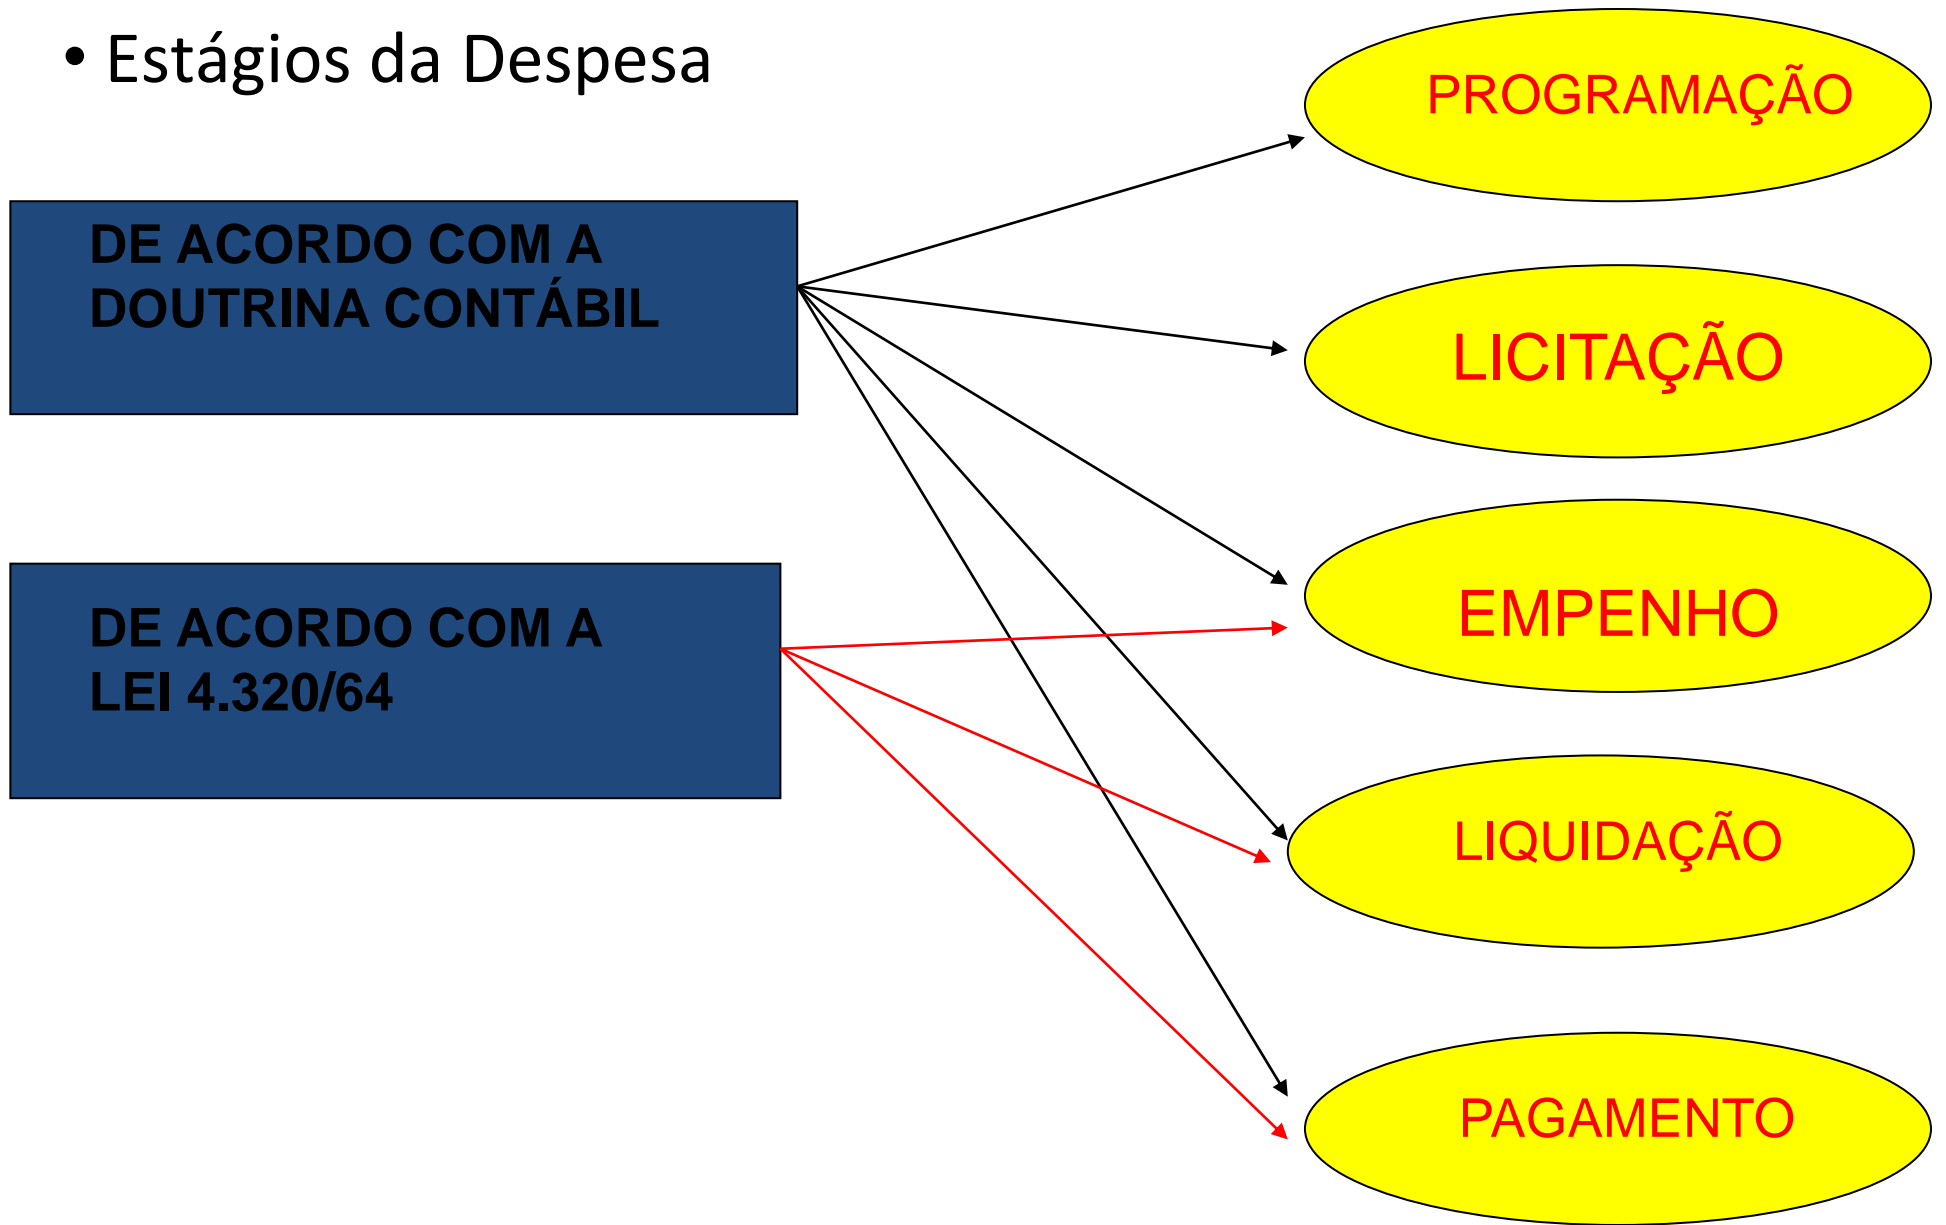 • Estágios da Despesa
DE ACORDO COM A
DOUTRINA CONTÁBIL
DE ACORDO COM A
LEI 4.320/64
PROGRAMAÇÃO
LICITAÇÃO
EMPENHO
LIQUIDAÇÃO
PAGAMENTO